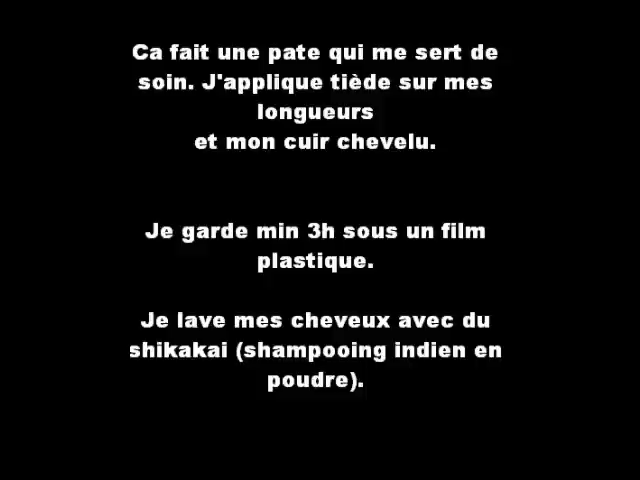 Ca fait une pate qui me sert de
soin. J'applique tiède sur mes
longueurs
et mon cuir chevelu.
Je garde min 3h sous un film
plastique.
Je lave mes cheveux avec du
shikakai (shampooing indien en
poudre).